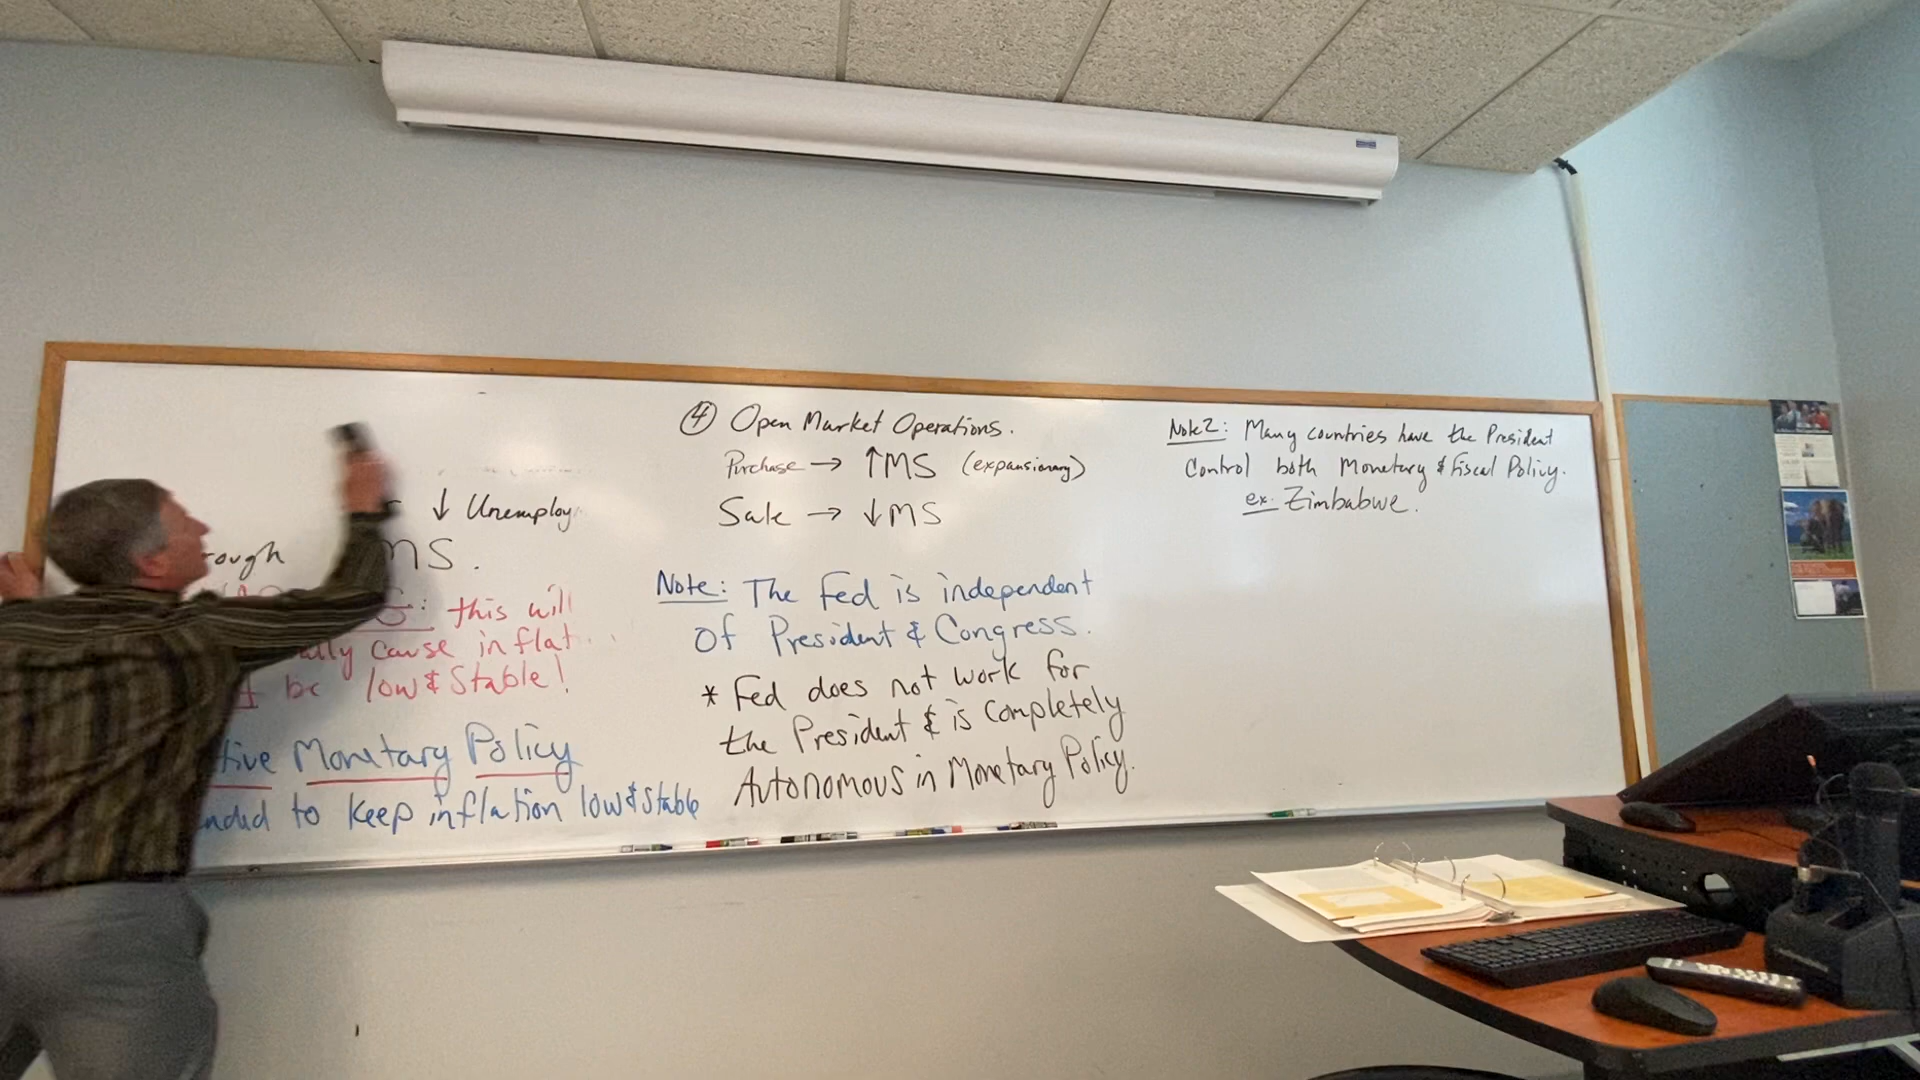 ↓ Unemploy
rough MS.
G: this will
ally cause inflat
be low & Stable!
tive Monetary Policy
nded to keep inflation low & stable
④ Open Market Operations.
Purchase → ↑MS (expansionary)
Sale → ↓MS
Note: The Fed is independent
of President & Congress.
* Fed does not work for
the President & is completely
Autonomous in Monetary Policy.
Note 2: Many countries have the President
Control both Monetary & Fiscal Policy.
ex. Zimbabwe.